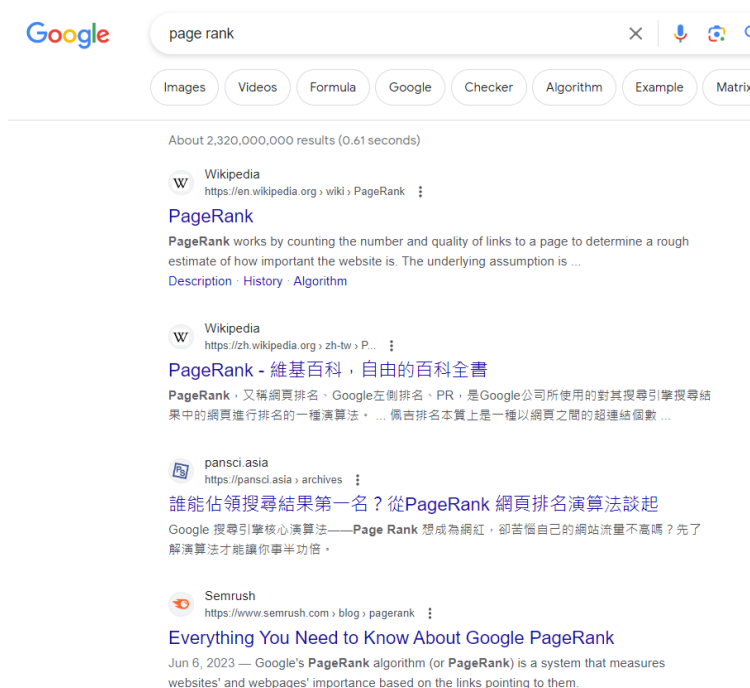 Google
page rank
Images Videos Formula Google Checker Algorithm Example Matrix
About 2,320,000,000 results (0.61 seconds)
W
Wikipedia
https://en.wikipedia.org › wiki › PageRank
PageRank
PageRank works by counting the number and quality of links to a page to determine a rough
estimate of how important the website is. The underlying assumption is ...
Description · History · Algorithm
W
Wikipedia
https://zh.wikipedia.org › zh-tw › P...
PageRank - 維基百科，自由的百科全書
PageRank，又稱網頁排名、Google左側排名、PR，是Google公司所使用的對其搜尋引擎搜尋結
果中的網頁進行排名的一種演算法。 ... 佩吉排名本質上是一種以網頁之間的超連結個數 ...
PS
pansci.asia
https://pansci.asia › archives
誰能佔領搜尋結果第一名？從PageRank 網頁排名演算法談起
Google 搜尋引擎核心演算法——Page Rank 想成為網紅，卻苦惱自己的網站流量不高嗎？先了
解演算法才能讓你事半功倍。
Semrush
https://www.semrush.com › blog › pagerank
Everything You Need to Know About Google PageRank
Jun 6, 2023 — Google's PageRank algorithm (or PageRank) is a system that measures
websites' and webpages' importance based on the links pointing to them.